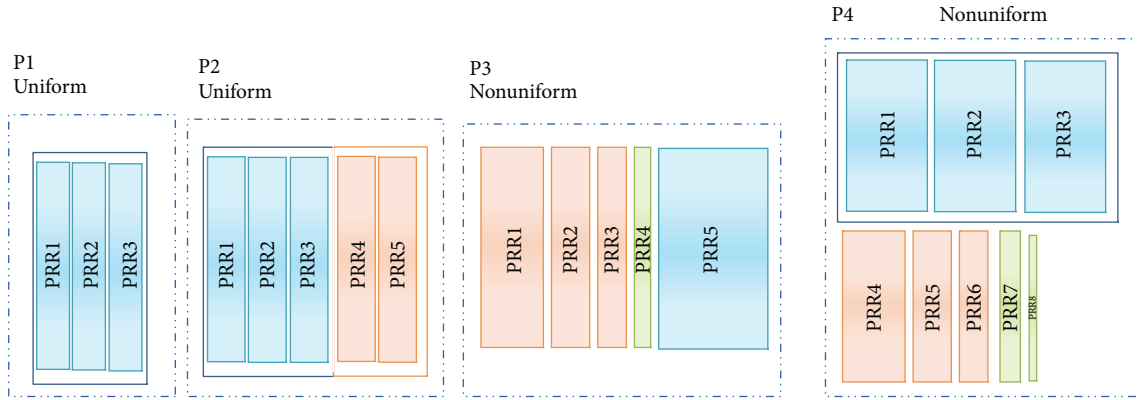 P1
Uniform
PRR1
PRR2
PRR3
P2
Uniform
PRR1
PRR2
PRR3
PRR4
PRR5
P3
Nonuniform
PRR1
PRR2
PRR3
PRR4
PRR5
P4 Nonuniform
PRR1
PRR2
PRR3
PRR4
PRR5
PRR6
PRR7
PRR8